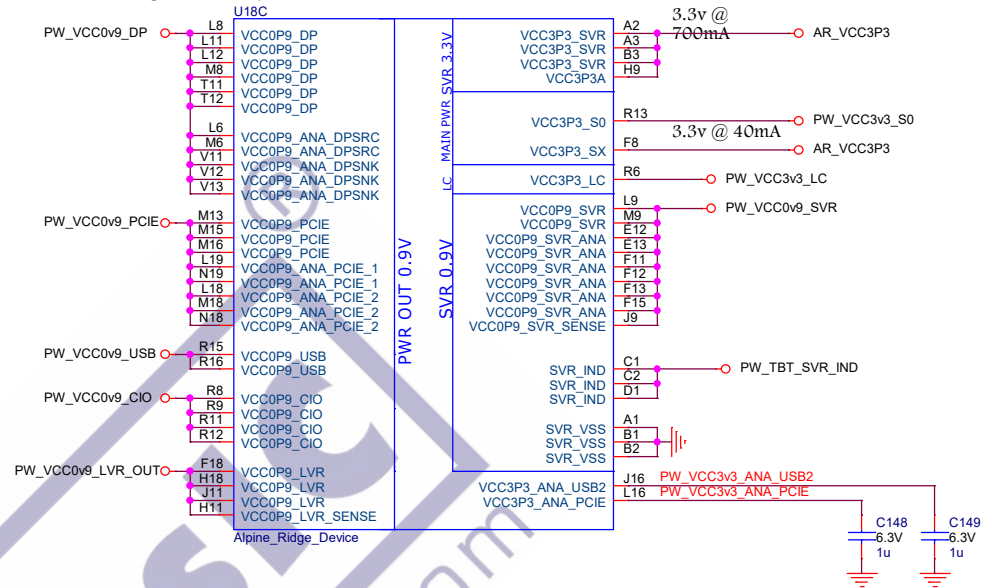 U18C
PW_VCC0v9_DP
L8 VCC0P9_DP
L11 VCC0P9_DP
L12 VCC0P9_DP
M8 VCC0P9_DP
T11 VCC0P9_DP
T12 VCC0P9_DP
L6 VCC0P9_ANA_DPSRC
M6 VCC0P9_ANA_DPSRC
V11 VCC0P9_ANA_DPSNK
V12 VCC0P9_ANA_DPSNK
V13 VCC0P9_ANA_DPSNK
PW_VCC0v9_PCIE
M13 VCC0P9_PCIE
M15 VCC0P9_PCIE
M16 VCC0P9_PCIE
L19 VCC0P9_ANA_PCIE_1
N19 VCC0P9_ANA_PCIE_1
L18 VCC0P9_ANA_PCIE_2
M18 VCC0P9_ANA_PCIE_2
N18 VCC0P9_ANA_PCIE_2
PW_VCC0v9_USB
R15 VCC0P9_USB
R16 VCC0P9_USB
PW_VCC0v9_CIO
R8 VCC0P9_CIO
R9 VCC0P9_CIO
R11 VCC0P9_CIO
R12 VCC0P9_CIO
PW_VCC0v9_LVR_OUT
F18 VCC0P9_LVR
H18 VCC0P9_LVR
J11 VCC0P9_LVR
H11 VCC0P9_LVR_SENSE
Alpine_Ridge_Device
PWR OUT 0.9V
SVR 3.3V
MAIN PWR
LC
SVR 0.9V
3.3v @
700mA
VCC3P3_SVR A2 AR_VCC3P3
VCC3P3_SVR A3
VCC3P3_SVR B3
VCC3P3A H9
VCC3P3_S0 R13 PW_VCC3v3_S0
3.3v @ 40mA
VCC3P3_SX F8 AR_VCC3P3
VCC3P3_LC R6 PW_VCC3v3_LC
VCC0P9_SVR L9 PW_VCC0v9_SVR
VCC0P9_SVR M9
VCC0P9_SVR_ANA E12
VCC0P9_SVR_ANA E13
VCC0P9_SVR_ANA F11
VCC0P9_SVR_ANA F12
VCC0P9_SVR_ANA F13
VCC0P9_SVR_ANA F15
VCC0P9_SVR_SENSE J9
SVR_IND C1 PW_TBT_SVR_IND
SVR_IND C2
SVR_IND D1
SVR_VSS A1
SVR_VSS B1
SVR_VSS B2
VCC3P3_ANA_USB2 J16 PW_VCC3v3_ANA_USB2
VCC3P3_ANA_PCIE L16 PW_VCC3v3_ANA_PCIE
C148
6.3V
1u
C149
6.3V
1u
®
sic
om